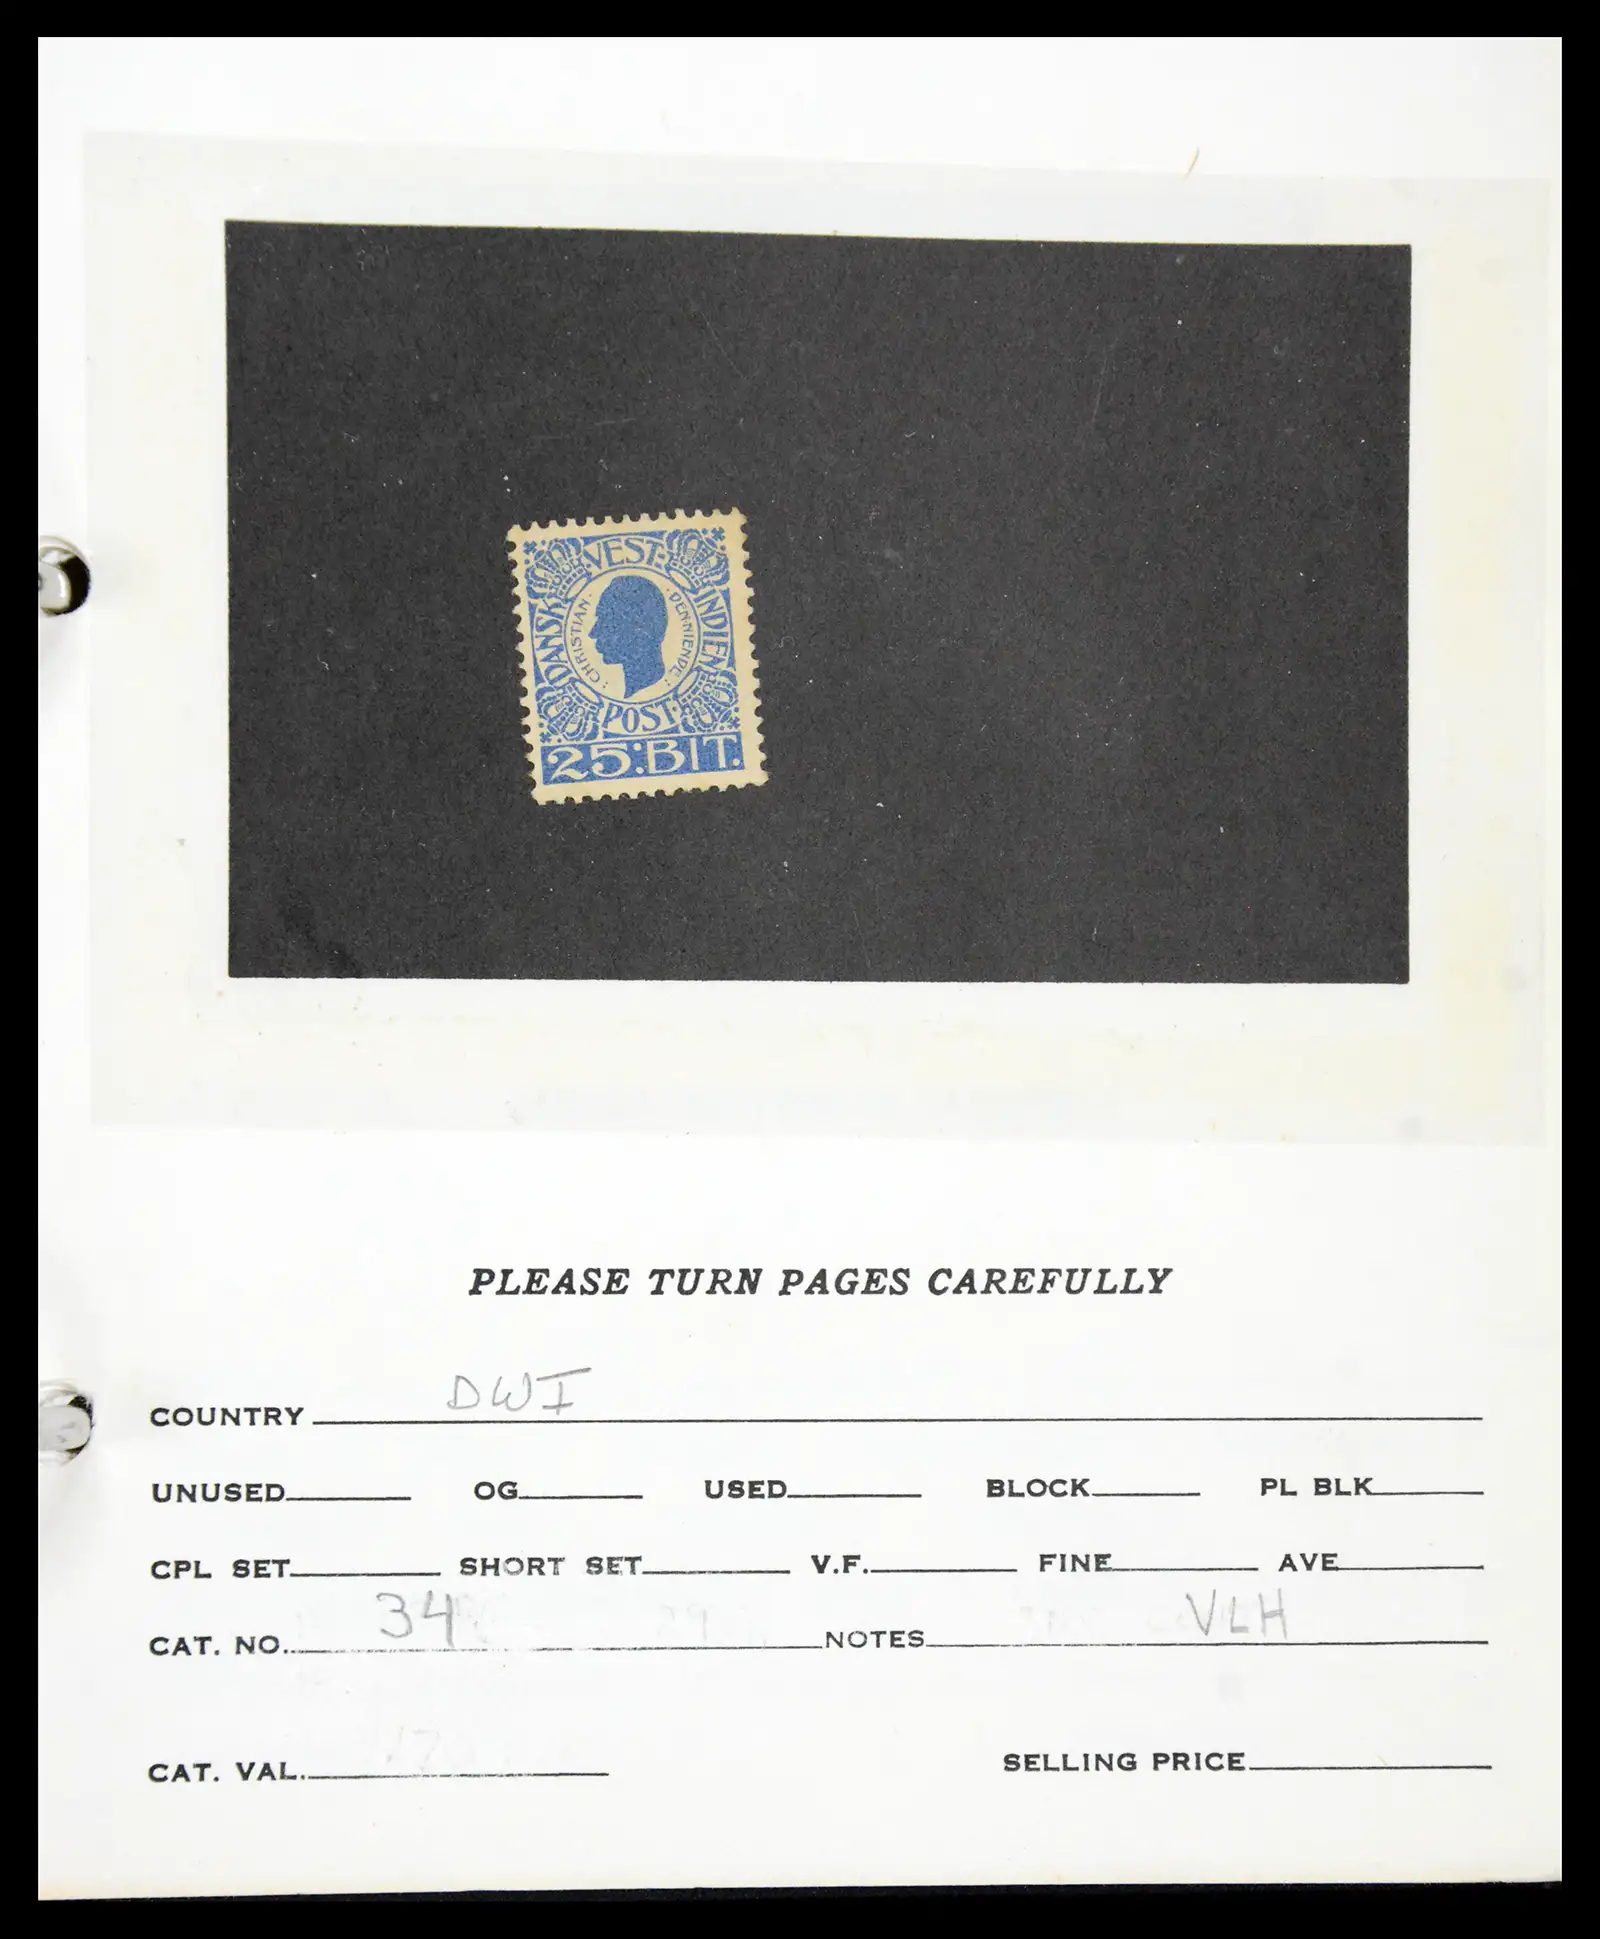 DANSK VEST- INDIEN
CHRISTIAN DEN NIENDE
POST
25:BIT.
PLEASE TURN PAGES CAREFULLY
COUNTRY DWI
UNUSED OG USED BLOCK PL BLK
CPL SET SHORT SET V.F. FINE AVE
CAT. NO. 34 NOTES VLH
CAT. VAL. 17 SELLING PRICE